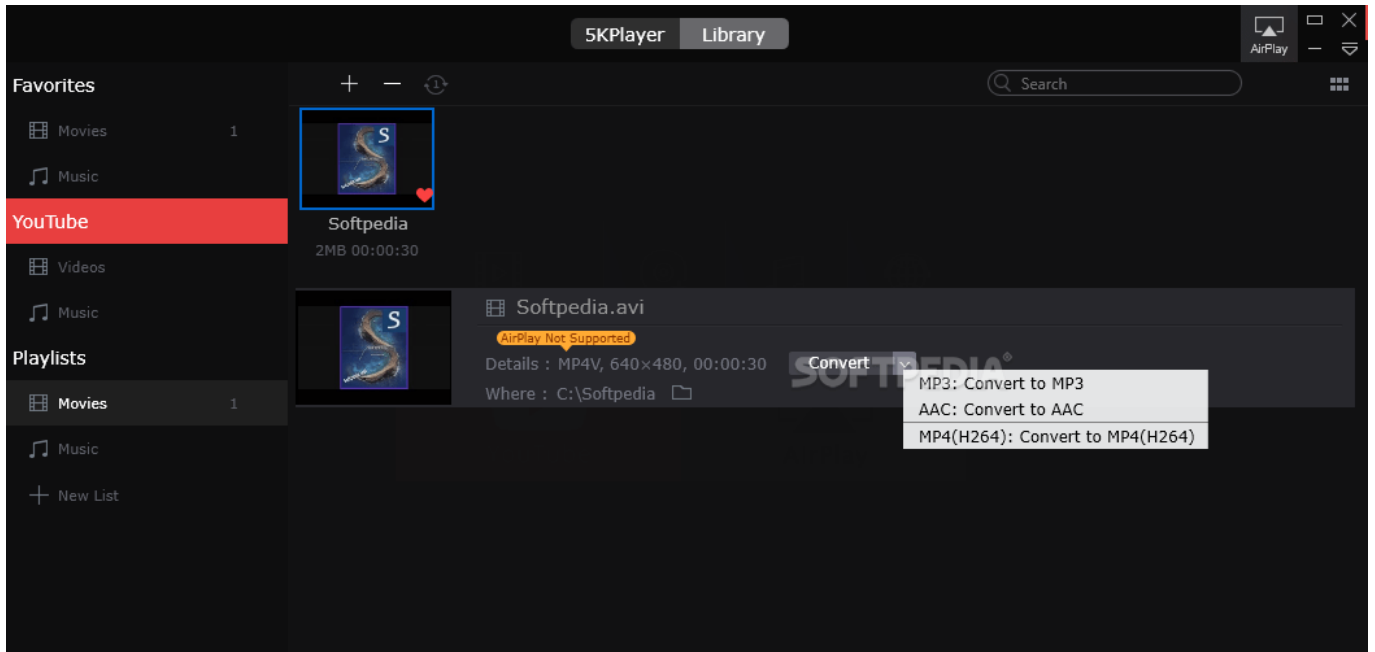 5KPlayer Library
AirPlay
Favorites
Search
Movies 1
Music
YouTube
Videos
Music
Playlists
Movies 1
Music
New List
S
Softpedia
2MB 00:00:30
S
Softpedia.avi
AirPlay Not Supported
Details : MP4V, 640×480, 00:00:30
Convert
Where : C:\Softpedia
SOFTPEDIA®
MP3: Convert to MP3
AAC: Convert to AAC
MP4(H264): Convert to MP4(H264)